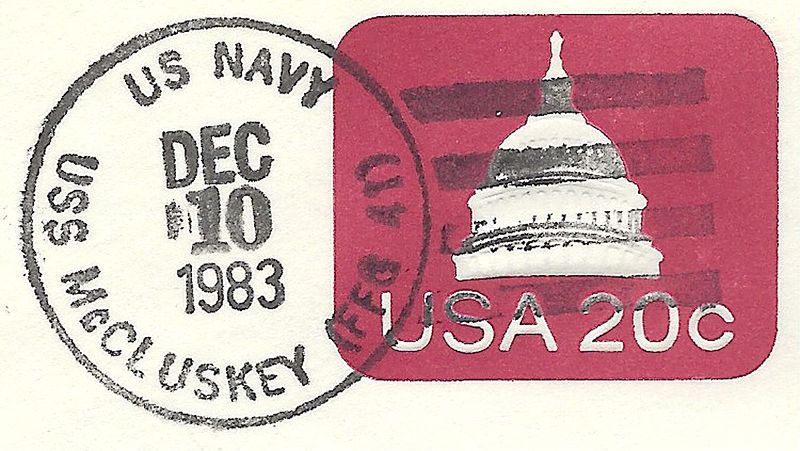 US NAVY
DEC
10
1983
USS McCLUSKEY (FFG 41)
USA 20c